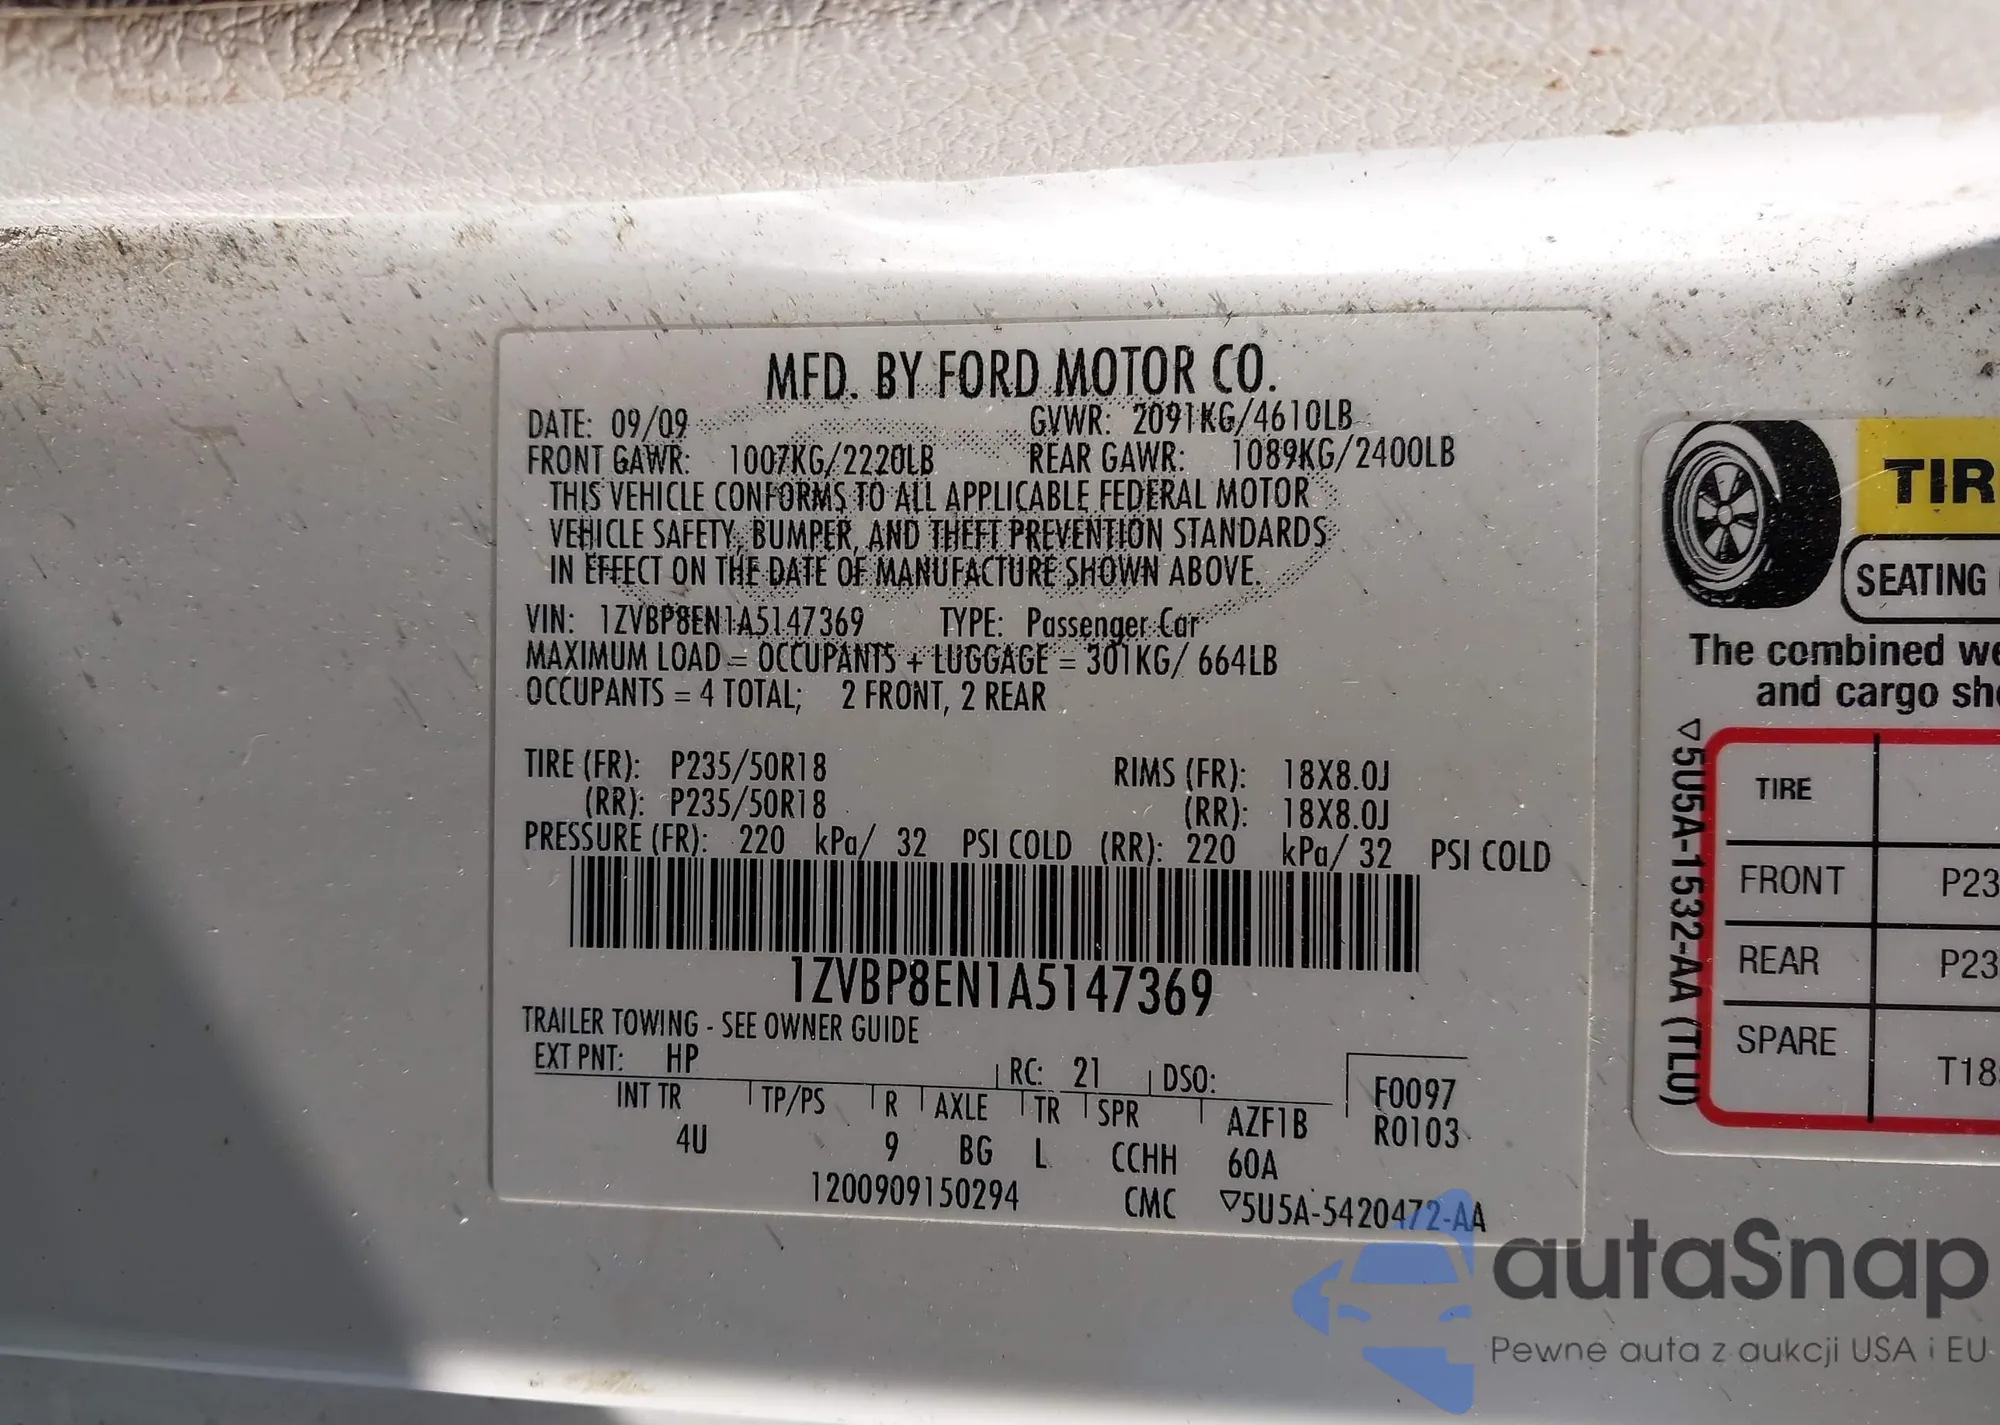 MFD. BY FORD MOTOR CO.
DATE: 09/09 GVWR: 2091KG/4610LB
FRONT GAWR: 1007KG/2220LB REAR GAWR: 1089KG/2400LB
THIS VEHICLE CONFORMS TO ALL APPLICABLE FEDERAL MOTOR
VEHICLE SAFETY, BUMPER, AND THEFT PREVENTION STANDARDS
IN EFFECT ON THE DATE OF MANUFACTURE SHOWN ABOVE.
VIN: 1ZVBP8EN1A5147369 TYPE: Passenger Car
MAXIMUM LOAD = OCCUPANTS + LUGGAGE = 301KG/ 664LB
OCCUPANTS = 4 TOTAL; 2 FRONT, 2 REAR
TIRE (FR): P235/50R18 RIMS (FR): 18X8.0J
(RR): P235/50R18 (RR): 18X8.0J
PRESSURE (FR): 220 kPa/ 32 PSI COLD (RR): 220 kPa/ 32 PSI COLD
1ZVBP8EN1A5147369
TRAILER TOWING - SEE OWNER GUIDE
EXT PNT: HP RC: 21 DSO: F0097
INT TR TP/PS R AXLE TR SPR AZF1B R0103
4U 9 BG L CCHH 60A
1200909150294 CMC ▽5U5A-5420472-AA
TIR
SEATING
The combined we
and cargo sh
▽5U5A-1532-AA (TLU)
TIRE
FRONT P23
REAR P23
SPARE T18
autaSnap
Pewne auta z aukcji USA i EU